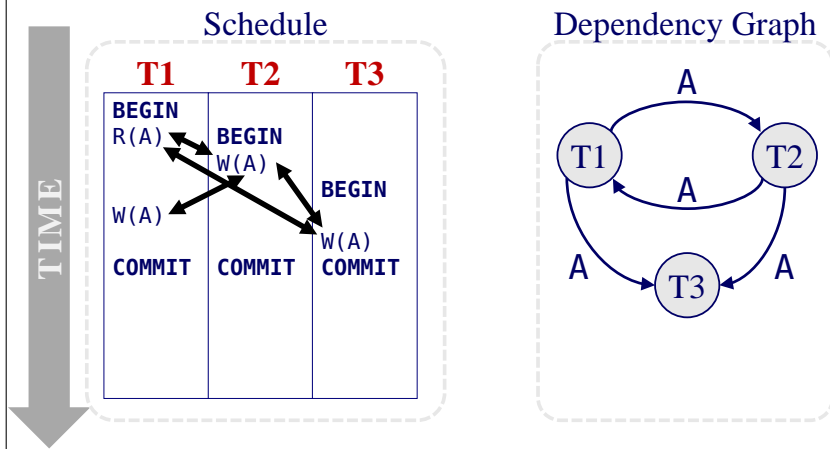 Schedule
Dependency Graph
TIME
T1 T2 T3
BEGIN
R(A)
BEGIN
W(A)
BEGIN
W(A)
W(A)
COMMIT COMMIT COMMIT
A
T1 T2
A
A A
T3